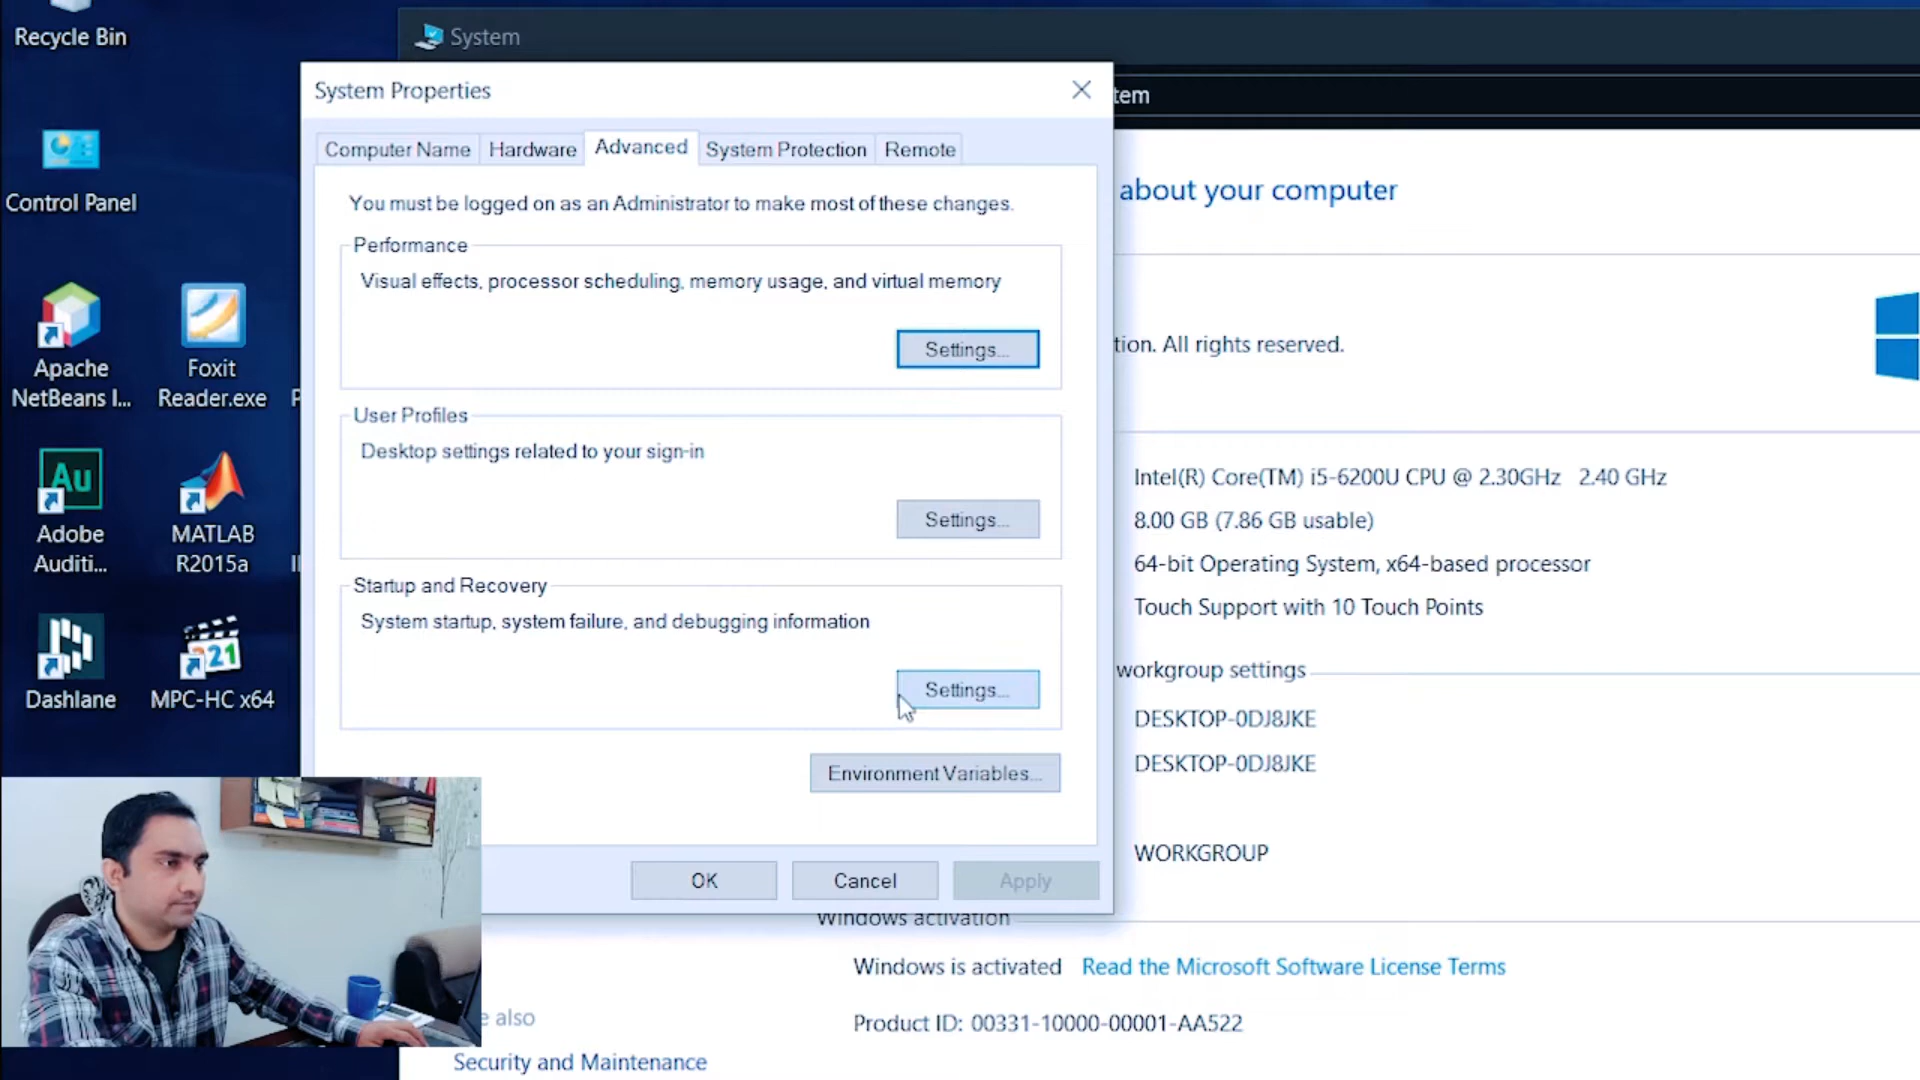 Recycle Bin
Control Panel
Apache
NetBeans I...
Foxit
Reader.exe
Au
Adobe
Auditi...
MATLAB
R2015a
Dashlane
321
MPC-HC x64
System
System Properties
Computer Name
Hardware
Advanced
System Protection
Remote
You must be logged on as an Administrator to make most of these changes.
Performance
Visual effects, processor scheduling, memory usage, and virtual memory
Settings...
User Profiles
Desktop settings related to your sign-in
Settings...
Startup and Recovery
System startup, system failure, and debugging information
Settings...
Environment Variables...
OK
Cancel
Apply
tem
about your computer
tion. All rights reserved.
Intel(R) Core(TM) i5-6200U CPU @ 2.30GHz 2.40 GHz
8.00 GB (7.86 GB usable)
64-bit Operating System, x64-based processor
Touch Support with 10 Touch Points
workgroup settings
DESKTOP-0DJ8JKE
DESKTOP-0DJ8JKE
WORKGROUP
Windows activation
Windows is activated Read the Microsoft Software License Terms
Product ID: 00331-10000-00001-AA522
e also
Security and Maintenance